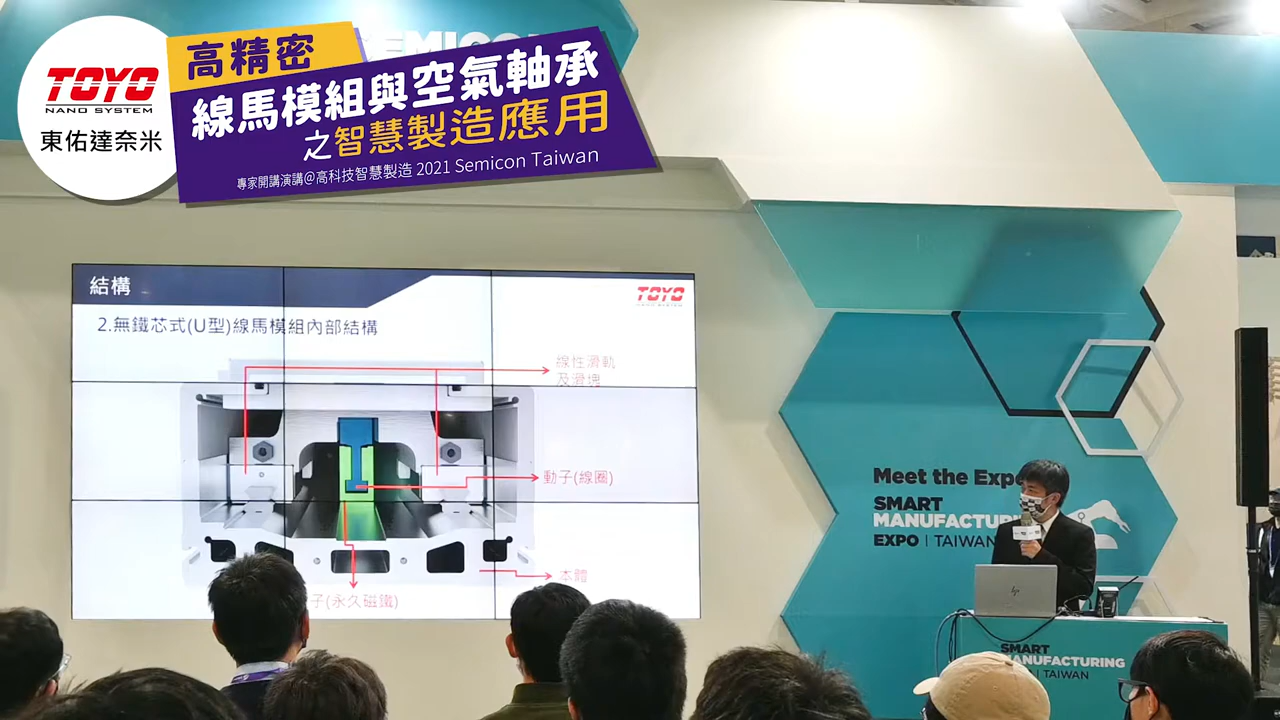 TOYO
NANO SYSTEM
東佑達奈米
高精密
線馬模組與空氣軸承
之智慧製造應用
專家開講演講@高科技智慧製造 2021 Semicon Taiwan
結構
TOYO
2.無鐵芯式(U型)線馬模組內部結構
線性滑軌
及滑塊
動子(線圈)
本體
子(永久磁鐵)
Meet the Expe
SMART
MANUFACTURI
EXPO | TAIWAN
hp
SMART
MANUFACTURING
TAIWAN